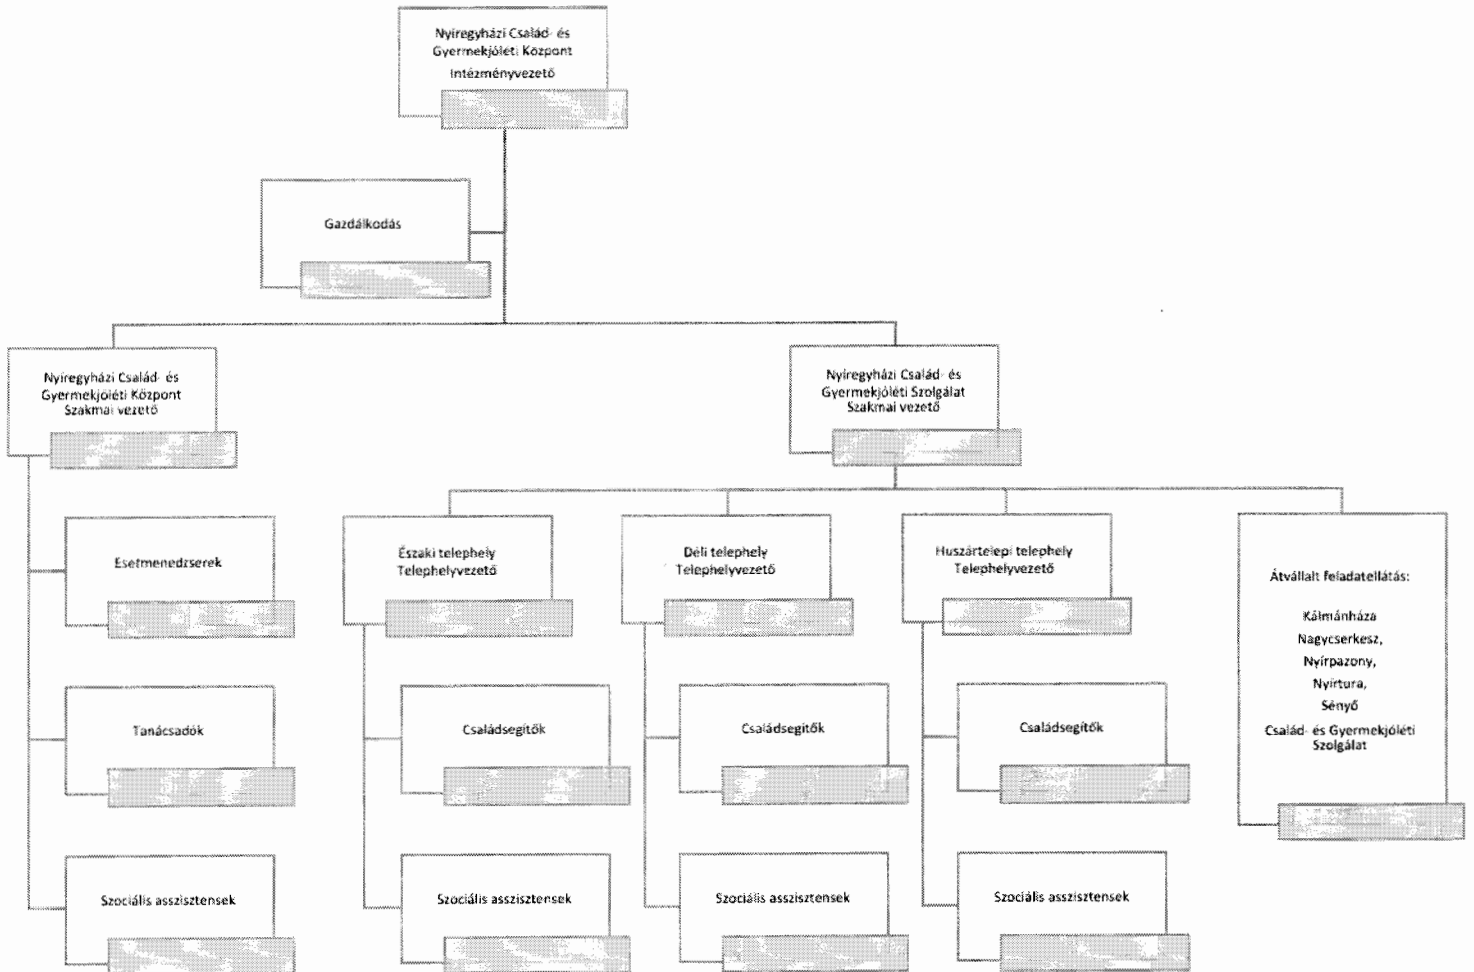 Nyíregyházi Család- és
Gyermekjóléti Központ
Intézményvezető
Gazdálkodás
Nyíregyházi Család- és
Gyermekjóléti Központ
Szakmai vezető
Nyíregyházi Család- és
Gyermekjóléti Szolgálat
Szakmai vezető
Esetmenedzserek
Északi telephely
Telephelyvezető
Déli telephely
Telephelyvezető
Huszártelepi telephely
Telephelyvezető
Átvállalt feladatellátás:
Kálmánháza
Nagycserkesz,
Nyírpazony,
Nyírtura,
Sényő
Család- és Gyermekjóléti
Szolgálat
Tanácsadók
Családsegítők
Családsegítők
Családsegítők
Szociális asszisztensek
Szociális asszisztensek
Szociális asszisztensek
Szociális asszisztensek